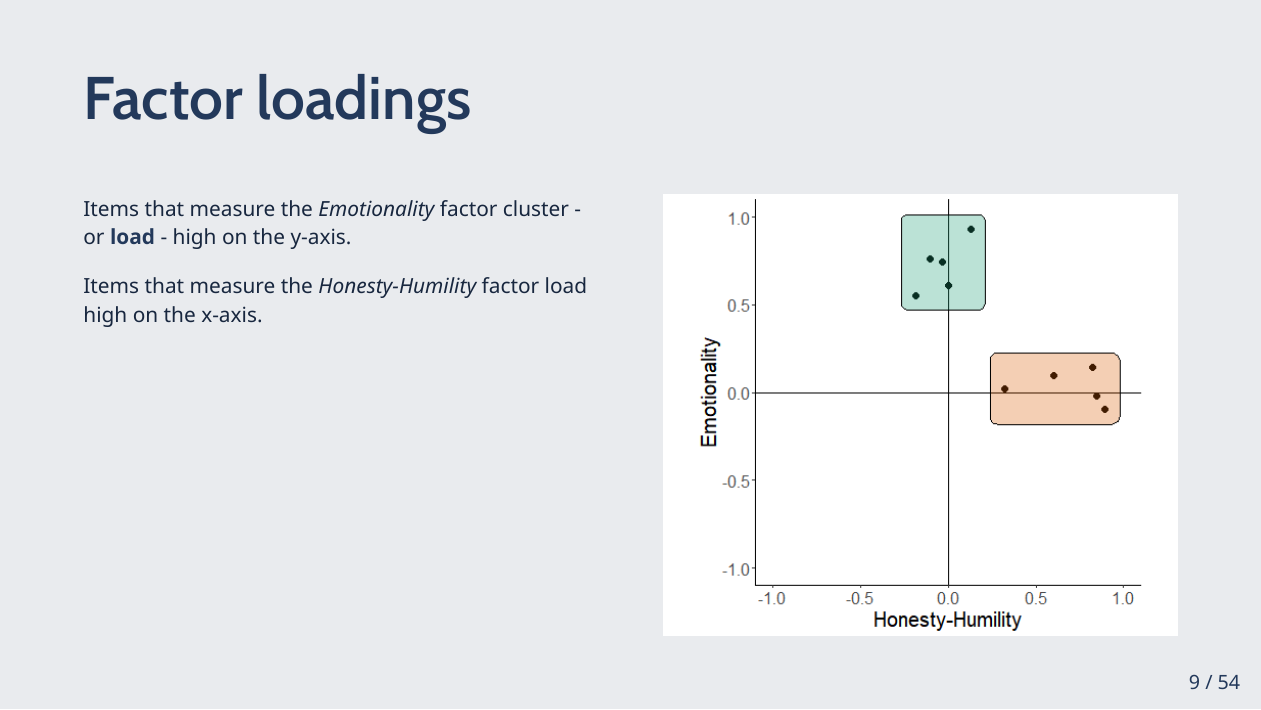 Factor loadings
Items that measure the Emotionality factor cluster -
or load - high on the y-axis.
Items that measure the Honesty-Humility factor load
high on the x-axis.
1.0
0.5
0.0
-0.5
-1.0
Emotionality
-1.0 -0.5 0.0 0.5 1.0
Honesty-Humility
9 / 54